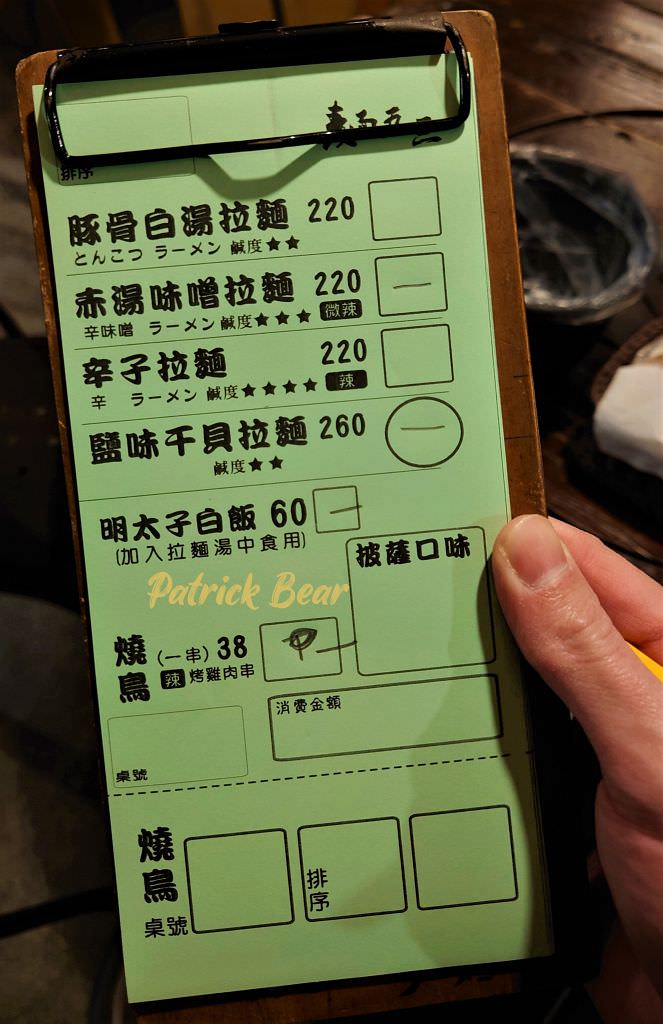 排序
豚骨白湯拉麵 220
とんこつ ラーメン 鹹度★★
赤湯味噌拉麵 220 一
辛味噌 ラーメン 鹹度★★★ 微辣
辛子拉麵 220
辛 ラーメン 鹹度★★★★ 辣
鹽味干貝拉麵 260 一
鹹度★★
明太子白飯 60 一
(加入拉麵湯中食用)
披薩口味
Patrick Bear
燒鳥 (一串) 38
辣 烤雞肉串
消費金額
桌號
燒鳥
排序
桌號